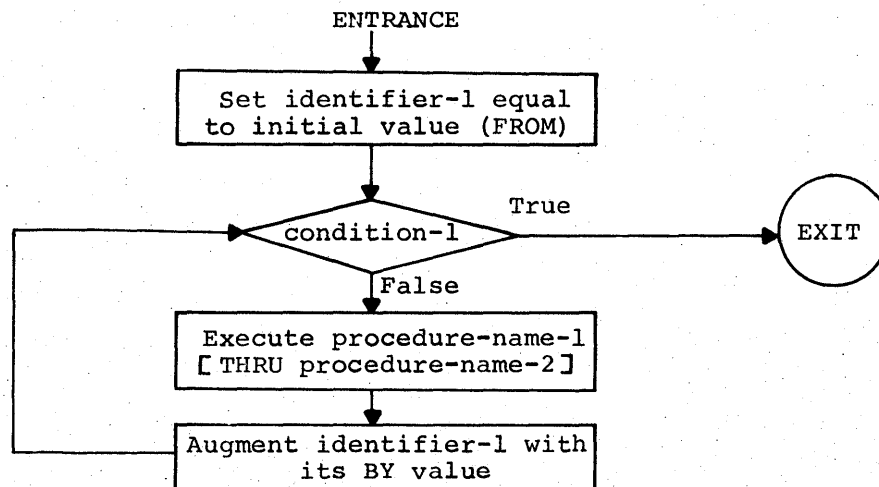 ENTRANCE
Set identifier-1 equal
to initial value (FROM)
True
condition-1
EXIT
False
Execute procedure-name-1
[ THRU procedure-name-2]
Augment identifier-1 with
its BY value